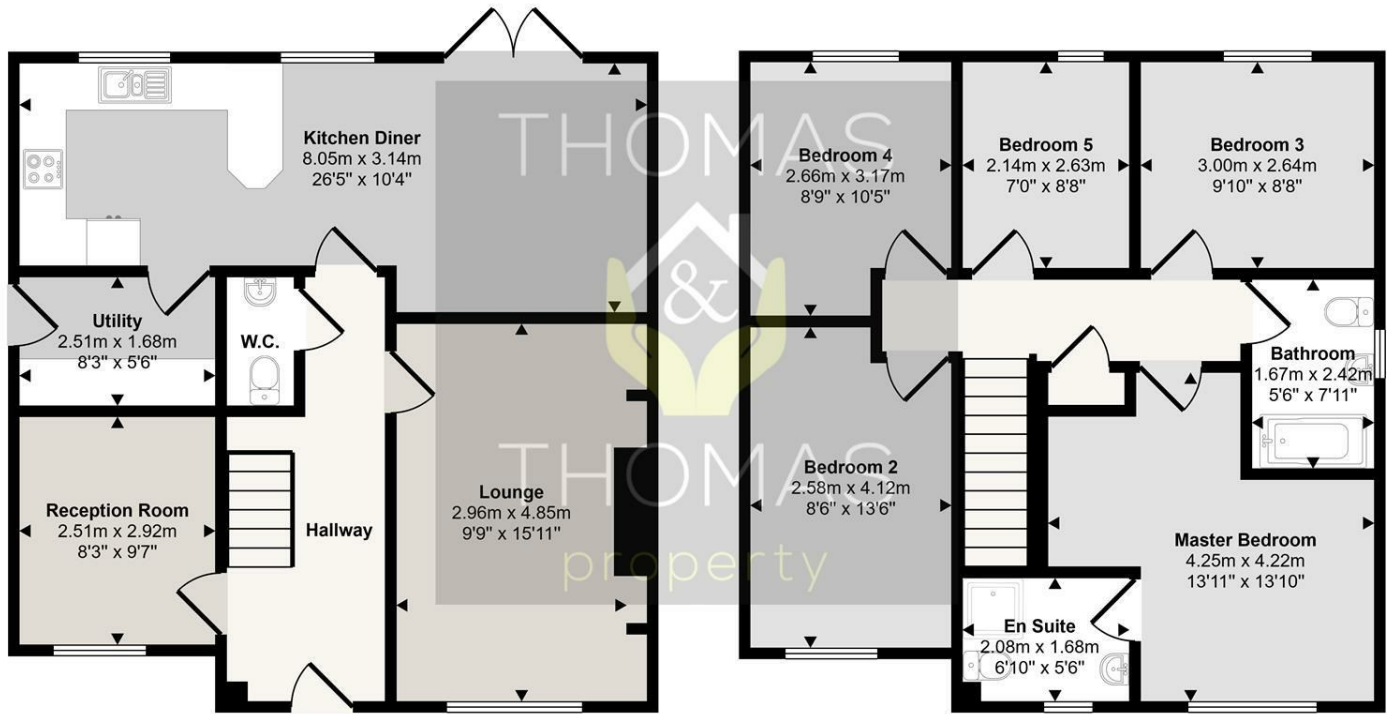 Kitchen Diner
8.05m x 3.14m
26'5" x 10'4"
Utility
2.51m x 1.68m
8'3" x 5'6"
W.C.
Reception Room
2.51m x 2.92m
8'3" x 9'7"
Hallway
Lounge
2.96m x 4.85m
9'9" x 15'11"
THOMAS
&
THOMAS
property
Bedroom 4
2.66m x 3.17m
8'9" x 10'5"
Bedroom 5
2.14m x 2.63m
7'0" x 8'8"
Bedroom 3
3.00m x 2.64m
9'10" x 8'8"
Bathroom
1.67m x 2.42m
5'6" x 7'11"
Bedroom 2
2.58m x 4.12m
8'6" x 13'6"
Master Bedroom
4.25m x 4.22m
13'11" x 13'10"
En Suite
2.08m x 1.68m
6'10" x 5'6"